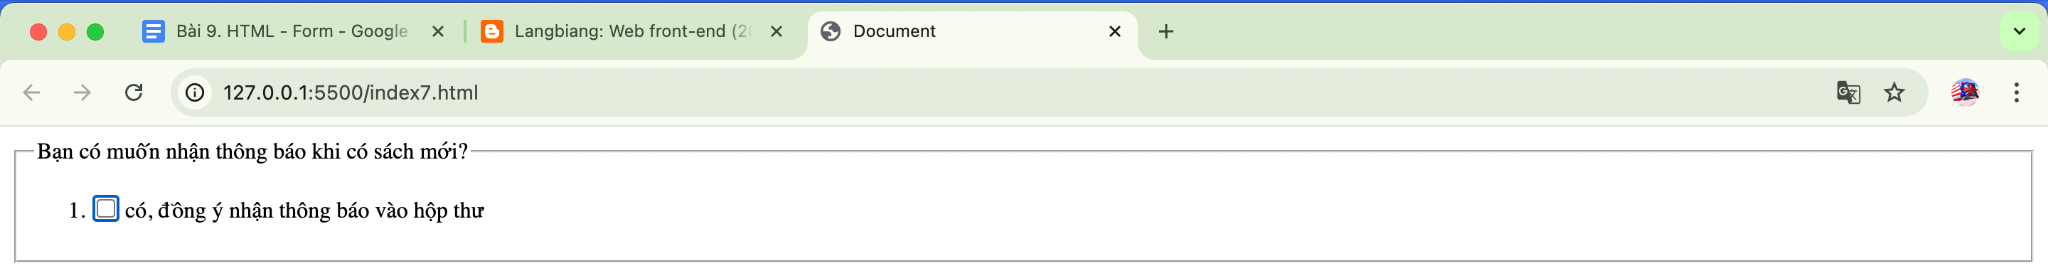 Bài 9. HTML - Form - Google
Langbiang: Web front-end (20
Document
127.0.0.1:5500/index7.html
Bạn có muốn nhận thông báo khi có sách mới?
1. có, đồng ý nhận thông báo vào hộp thư